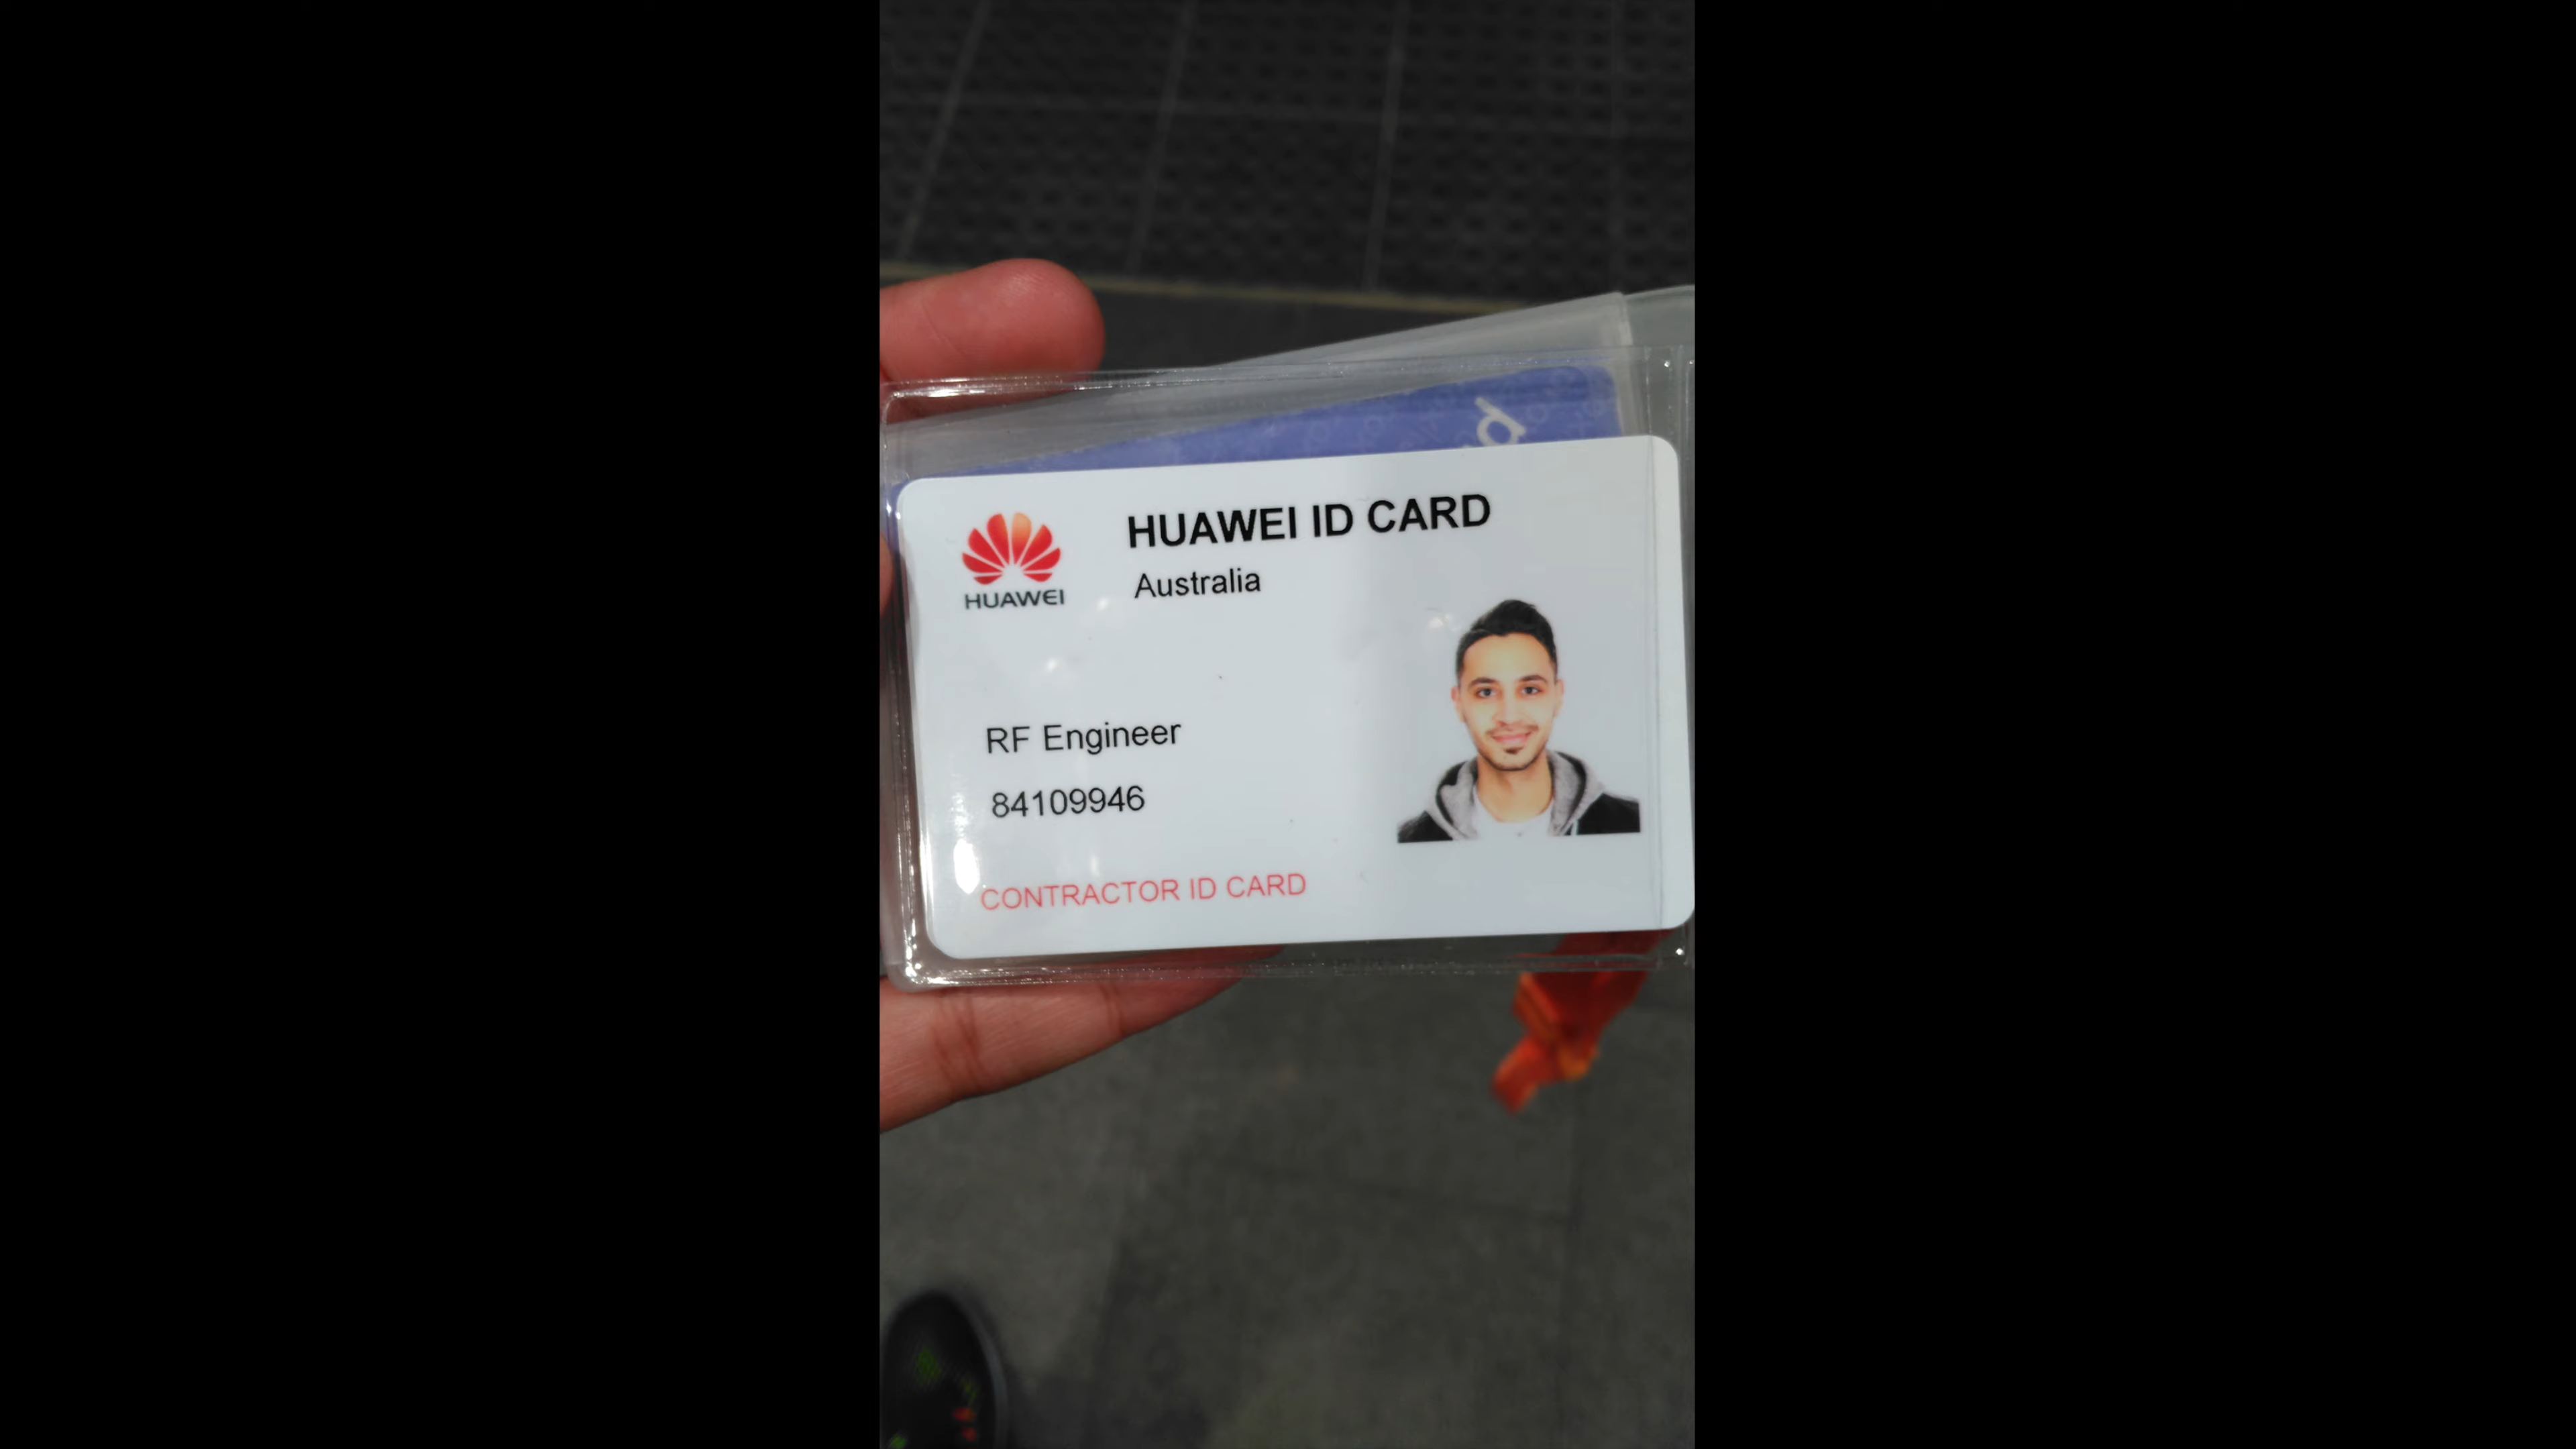 HUAWEI ID CARD
HUAWEI
Australia
RF Engineer
84109946
CONTRACTOR ID CARD